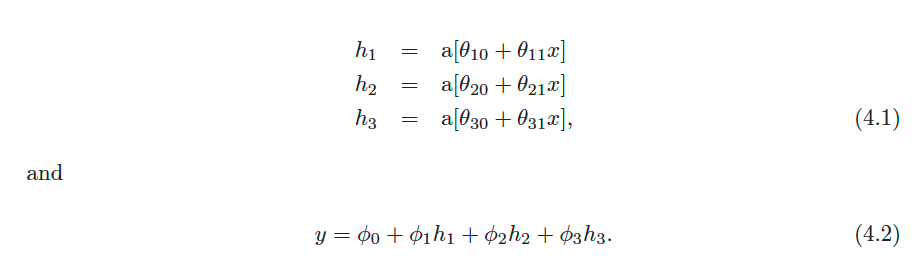 h₁ = a[θ₁₀ + θ₁₁x]
h₂ = a[θ₂₀ + θ₂₁x]
h₃ = a[θ₃₀ + θ₃₁x], (4.1)
and
y = ϕ₀ + ϕ₁h₁ + ϕ₂h₂ + ϕ₃h₃. (4.2)